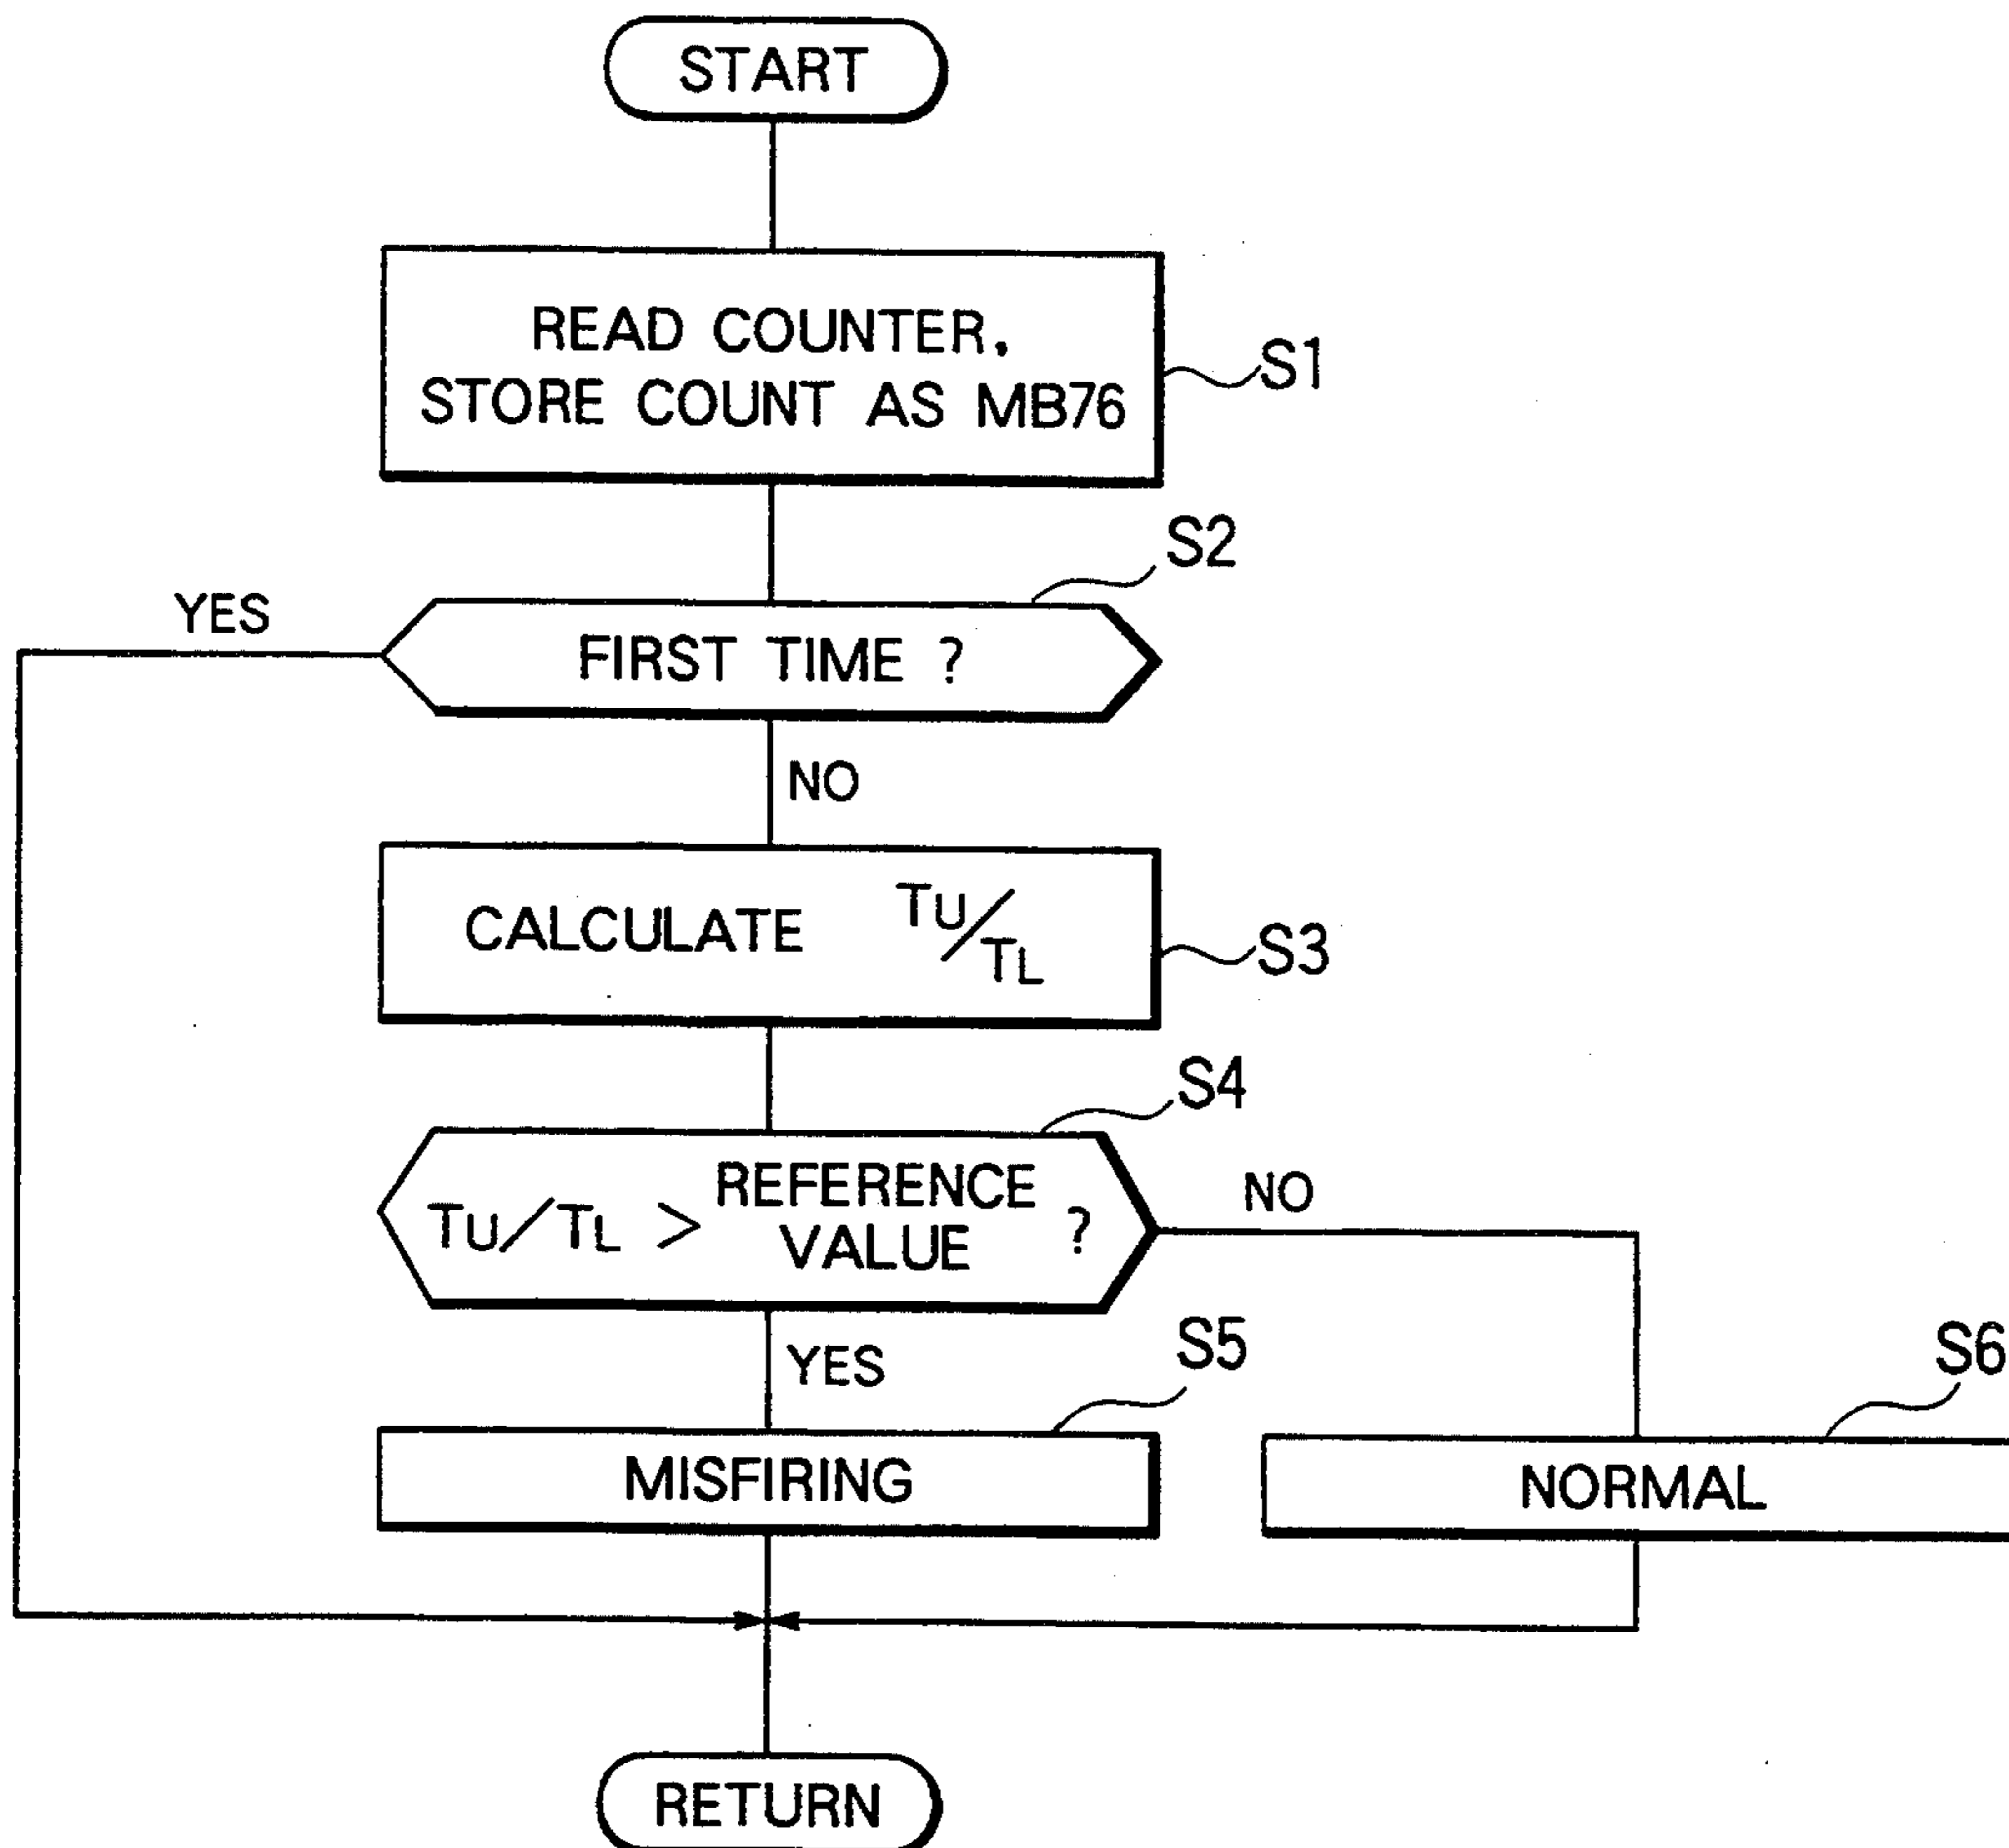 START
READ COUNTER,
STORE COUNT AS MB76
S1
S2
YES
FIRST TIME ?
NO
CALCULATE TU/TL
S3
S4
TU/TL > REFERENCE VALUE ?
NO
YES
S5
S6
MISFIRING
NORMAL
RETURN